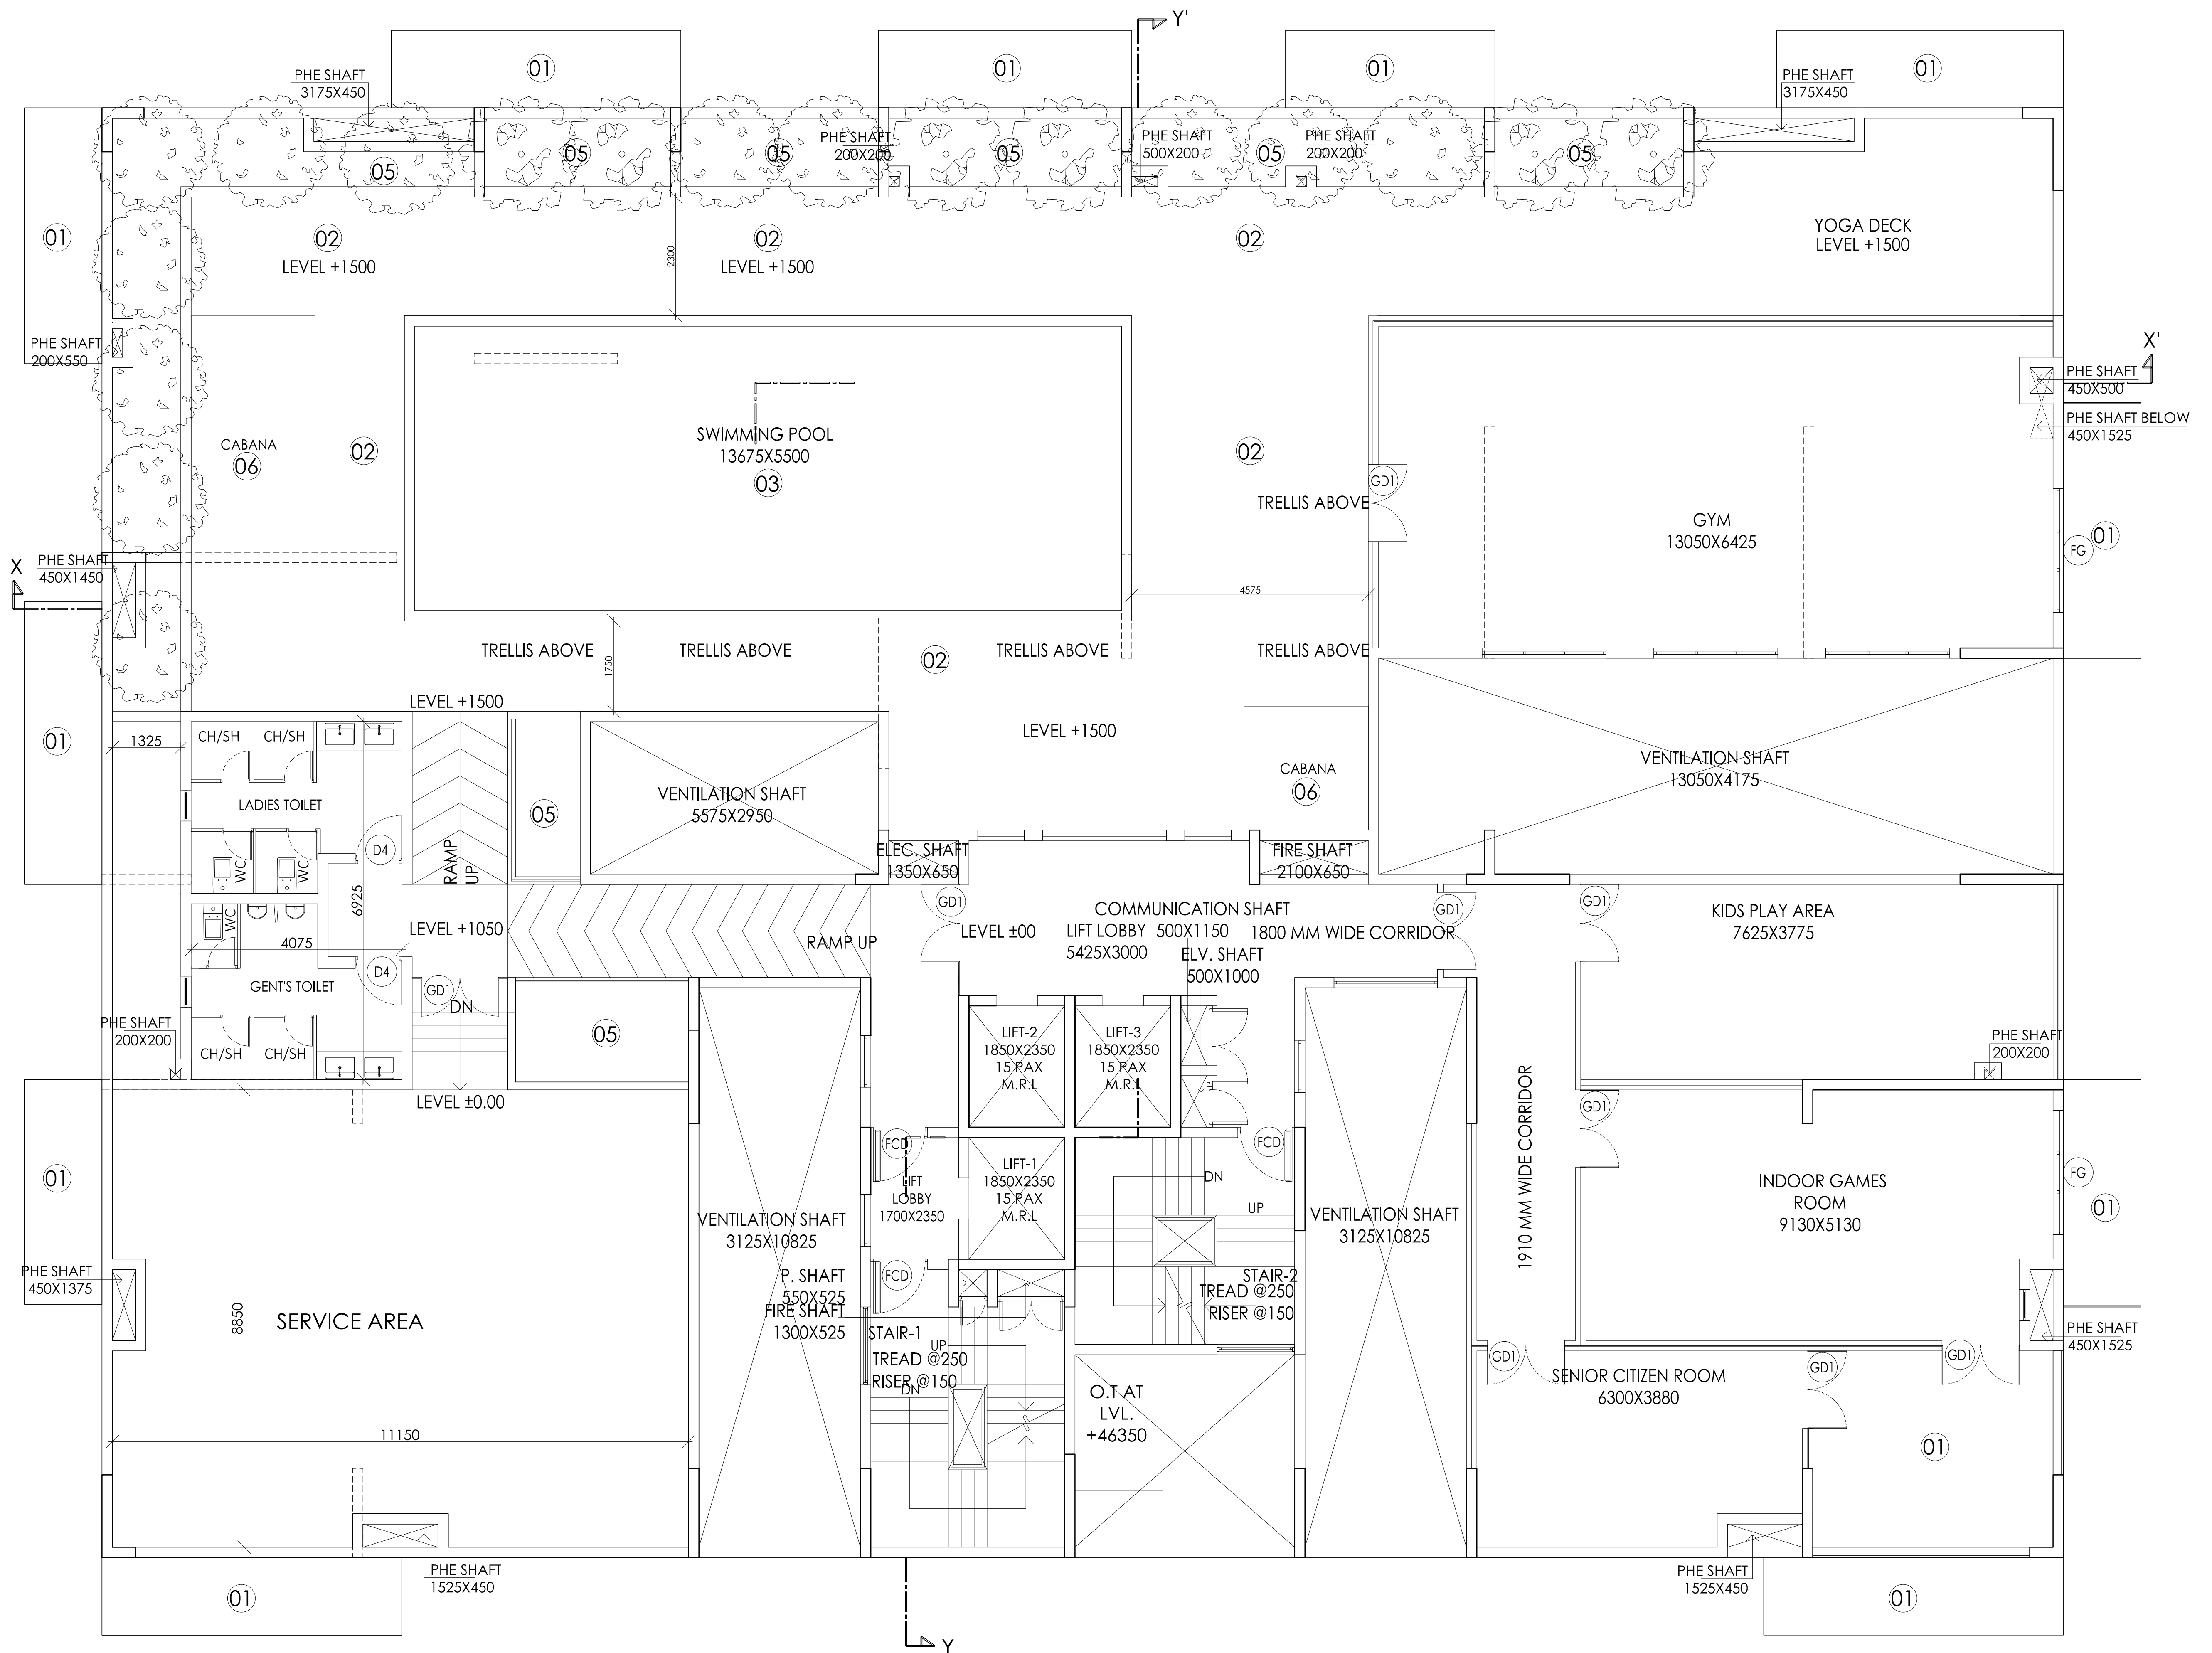 Y'
01
01
01
01
PHE SHAFT
3175X450
PHE SHAFT
3175X450
PHE SHAFT
200X200
PHE SHAFT
500X200
PHE SHAFT
200X200
05
05
05
05
05
05
01
02
LEVEL +1500
02
LEVEL +1500
02
YOGA DECK
LEVEL +1500
2300
PHE SHAFT
200X550
X'
PHE SHAFT
450X500
PHE SHAFT BELOW
450X1525
CABANA
06
02
SWIMMING POOL
13675X5500
03
02
TRELLIS ABOVE
GD1
GYM
13050X6425
FG
01
X
PHE SHAFT
450X1450
4575
TRELLIS ABOVE
TRELLIS ABOVE
TRELLIS ABOVE
TRELLIS ABOVE
1750
02
LEVEL +1500
LEVEL +1500
01
1325
CH/SH
CH/SH
LADIES TOILET
VENTILATION SHAFT
5575X2950
05
CABANA
06
VENTILATION SHAFT
13050X4175
D4
WC
WC
RAMP
UP
6925
ELEC. SHAFT
1350X650
FIRE SHAFT
2100X650
GD1
GD1
GD1
WC
4075
LEVEL +1050
RAMP UP
LEVEL ±00
COMMUNICATION SHAFT
500X1150
LIFT LOBBY
5425X3000
1800 MM WIDE CORRIDOR
ELV. SHAFT
500X1000
KIDS PLAY AREA
7625X3775
D4
GENT'S TOILET
GD1
DN
PHE SHAFT
200X200
CH/SH
CH/SH
05
LIFT-2
1850X2350
15 PAX
M.R.L
LIFT-3
1850X2350
15 PAX
M.R.L
PHE SHAFT
200X200
LEVEL ±0.00
GD1
1910 MM WIDE CORRIDOR
01
FCD
FCD
LIFT
LOBBY
1700X2350
LIFT-1
1850X2350
15 PAX
M.R.L
DN
UP
INDOOR GAMES
ROOM
9130X5130
FG
01
VENTILATION SHAFT
3125X10825
VENTILATION SHAFT
3125X10825
PHE SHAFT
450X1375
8850
SERVICE AREA
P. SHAFT
550X525
FIRE SHAFT
1300X525
FCD
STAIR-2
TREAD @250
RISER @150
STAIR-1
UP
TREAD @250
RISER @150
DN
PHE SHAFT
450X1525
GD1
GD1
GD1
SENIOR CITIZEN ROOM
6300X3880
O.T AT
LVL.
+46350
11150
01
PHE SHAFT
1525X450
PHE SHAFT
1525X450
01
01
Y